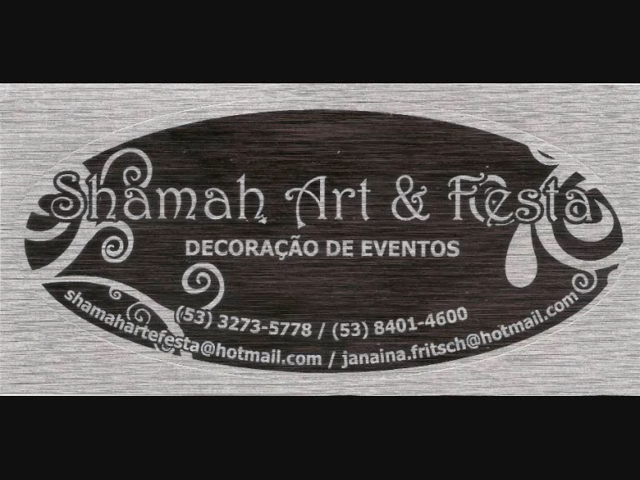 Shamah Art & Festa
DECORAÇÃO DE EVENTOS
(53) 3273-5778 / (53) 8401-4600
shamahartefesta@hotmail.com / janaina.fritsch@hotmail.com